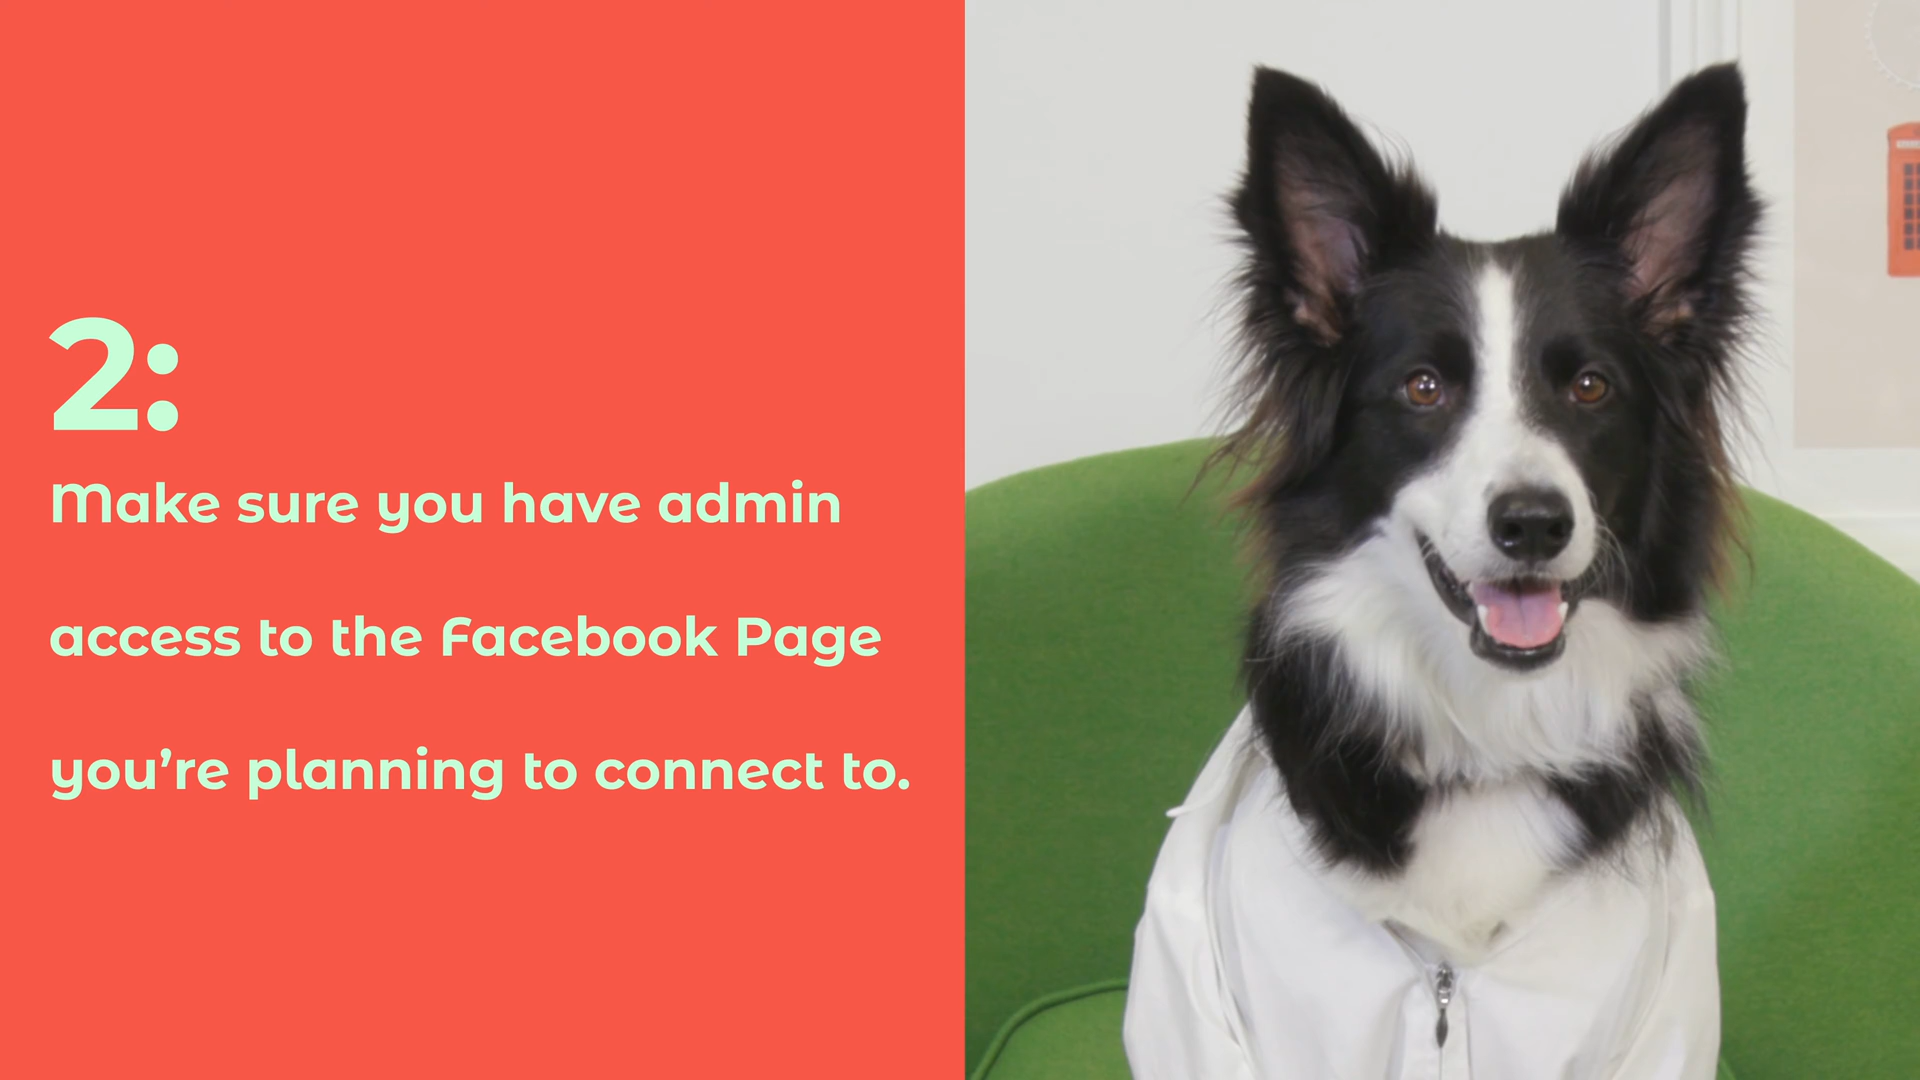 2:
Make sure you have admin
access to the Facebook Page
you’re planning to connect to.